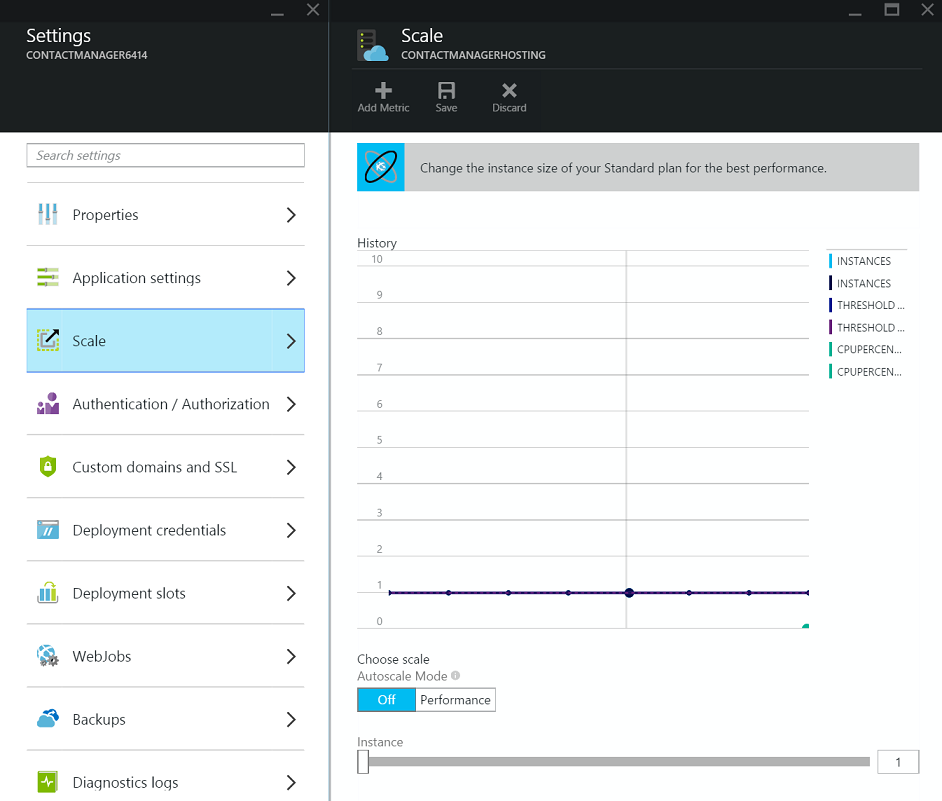 Settings
CONTACTMANAGER6414
Search settings
Properties
Application settings
Scale
Authentication / Authorization
Custom domains and SSL
Deployment credentials
Deployment slots
WebJobs
Backups
Diagnostics logs
Scale
CONTACTMANAGERHOSTING
Add Metric Save Discard
Change the instance size of your Standard plan for the best performance.
History
10
9
8
7
6
5
4
3
2
1
0
INSTANCES
INSTANCES
THRESHOLD ...
THRESHOLD ...
CPUPERCEN...
CPUPERCEN...
Choose scale
Autoscale Mode
Off Performance
Instance
1